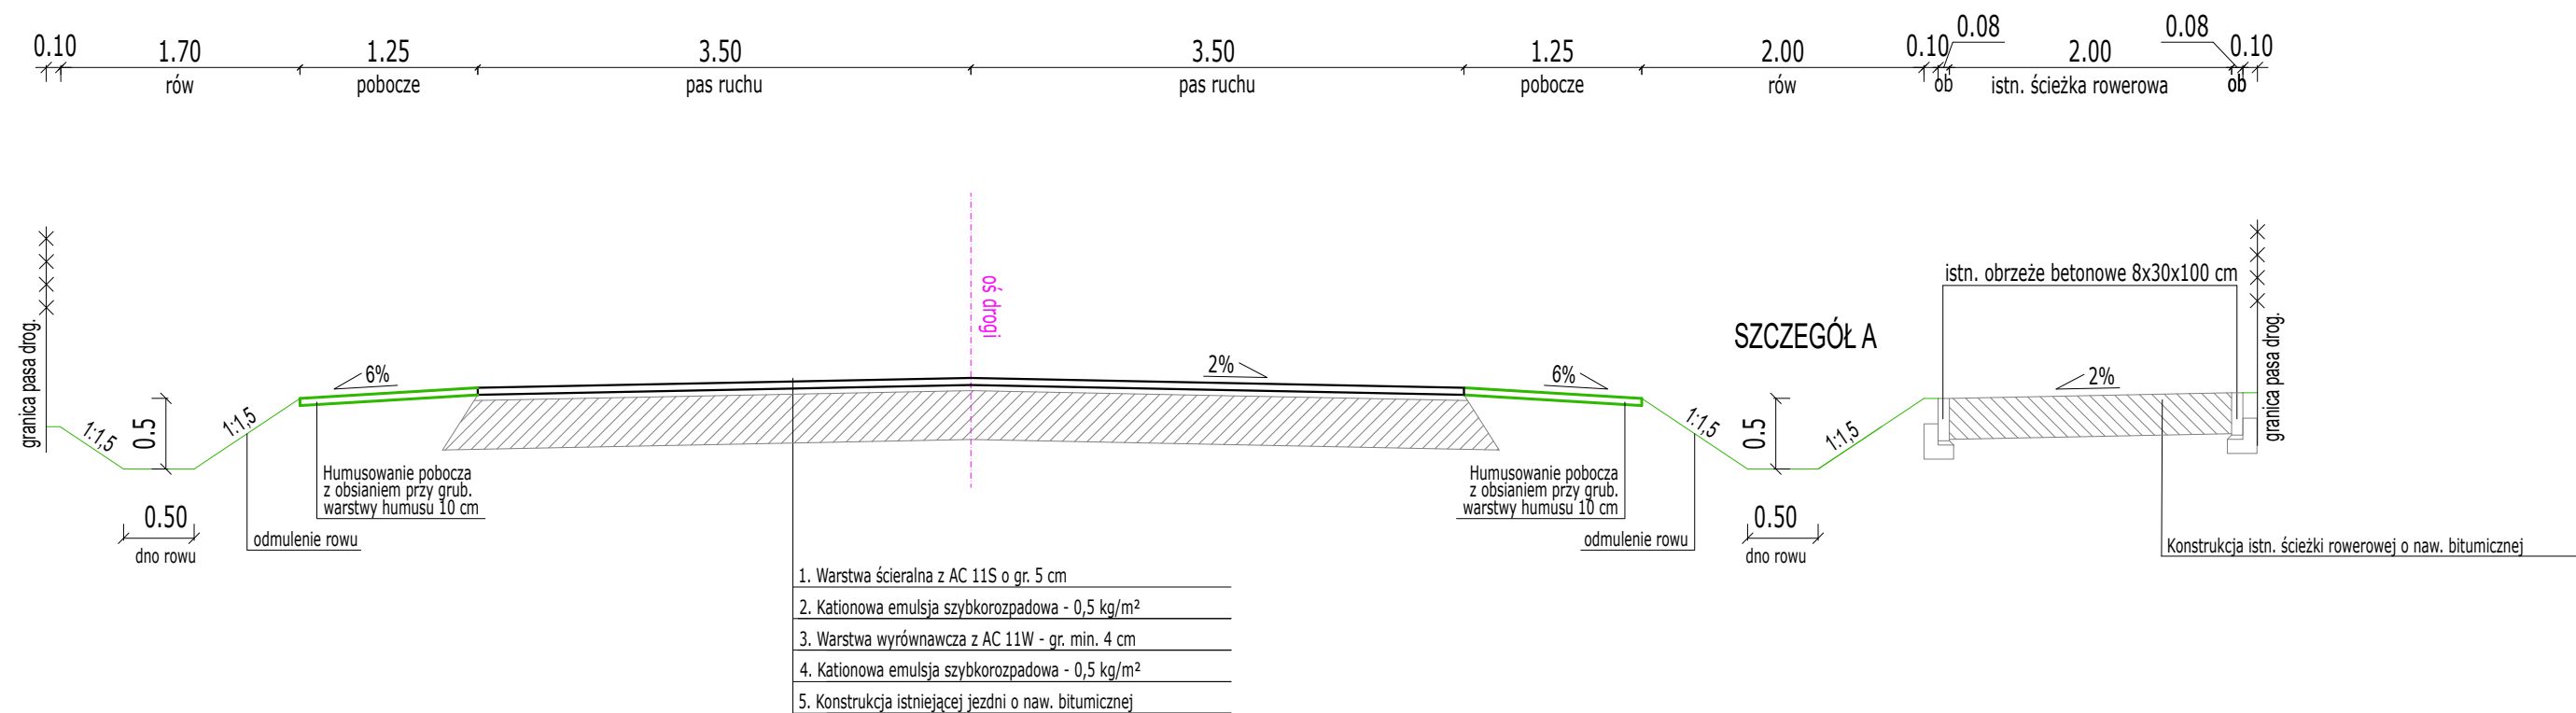 0.10
1.70
1.25
3.50
3.50
1.25
2.00
0.10
0.08
2.00
0.08
0.10
rów
pobocze
pas ruchu
pas ruchu
pobocze
rów
ob
istn. ścieżka rowerowa
ob
granica pasa drog.
oś drogi
granica pasa drog.
istn. obrzeże betonowe 8x30x100 cm
SZCZEGÓŁ A
6%
2%
6%
2%
1:1,5
0.5
1:1,5
1:1,5
0.5
1:1,5
Humusowanie pobocza
z obsianiem przy grub.
warstwy humusu 10 cm
Humusowanie pobocza
z obsianiem przy grub.
warstwy humusu 10 cm
0.50
dno rowu
odmulenie rowu
odmulenie rowu
0.50
dno rowu
Konstrukcja istn. ścieżki rowerowej o naw. bitumicznej
1. Warstwa ścieralna z AC 11S o gr. 5 cm
2. Kationowa emulsja szybkorozpadowa - 0,5 kg/m²
3. Warstwa wyrównawcza z AC 11W - gr. min. 4 cm
4. Kationowa emulsja szybkorozpadowa - 0,5 kg/m²
5. Konstrukcja istniejącej jezdni o naw. bitumicznej